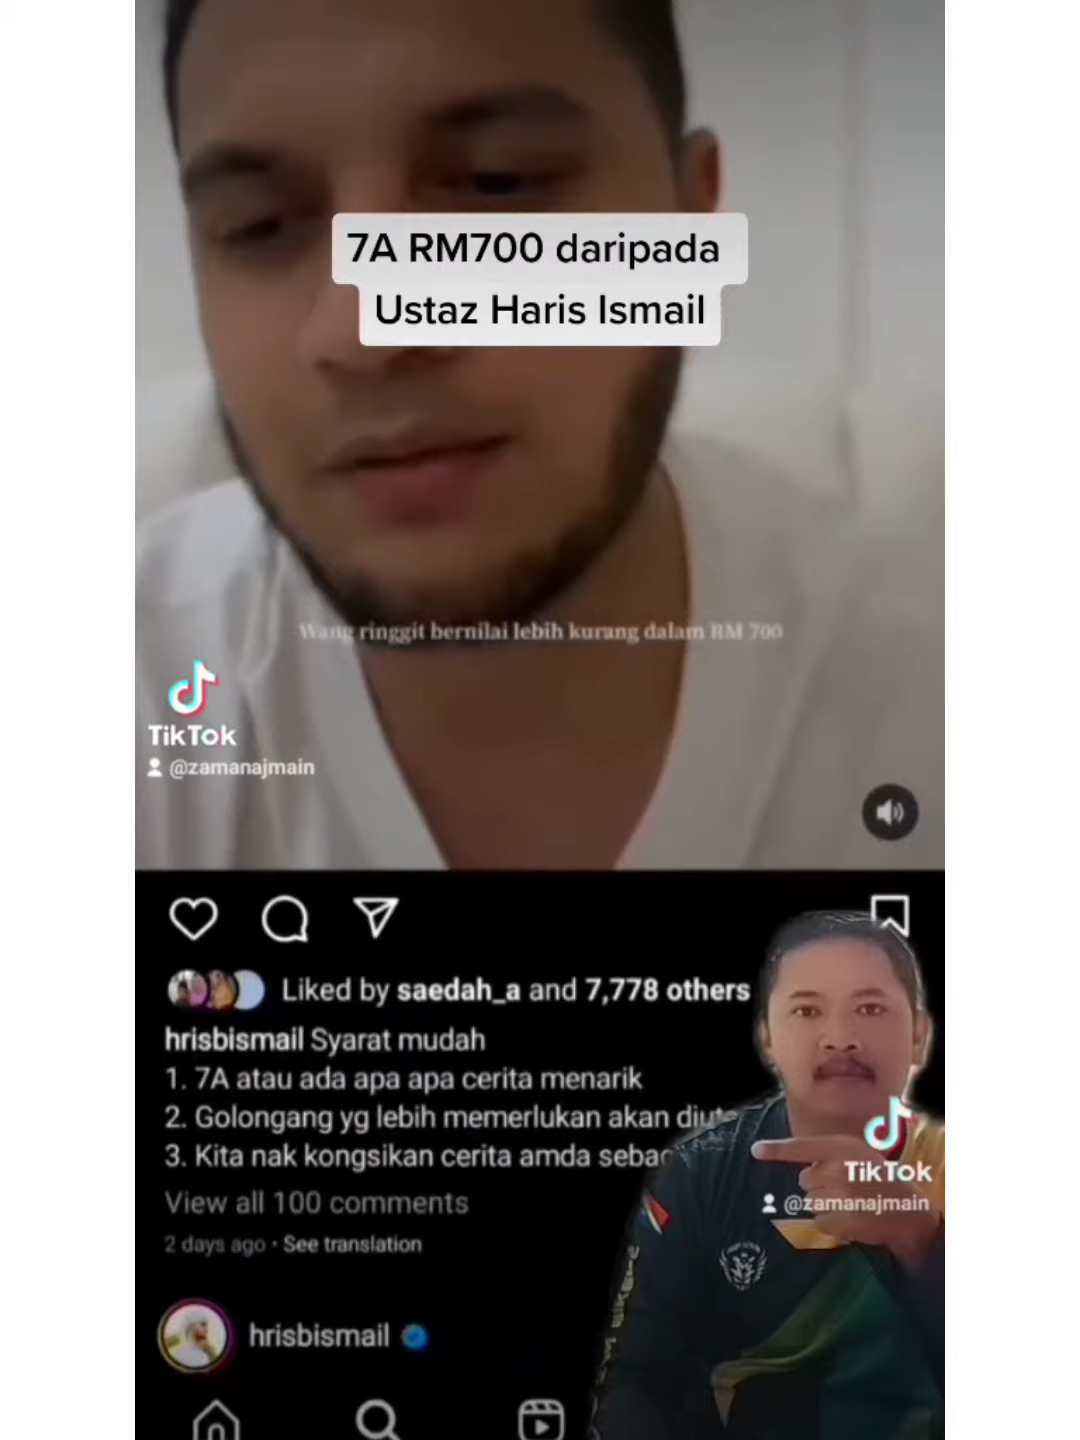 7A RM700 daripada
Ustaz Haris Ismail
Wang ringgit bernilai lebih kurang dalam RM 700
TikTok
@zamanajmain
Liked by saedah_a and 7,778 others
hrisbismail Syarat mudah
1. 7A atau ada apa apa cerita menarik
2. Golongang yg lebih memerlukan akan diuta
3. Kita nak kongsikan cerita amda sebag
View all 100 comments
2 days ago · See translation
TikTok
@zamanajmain
hrisbismail